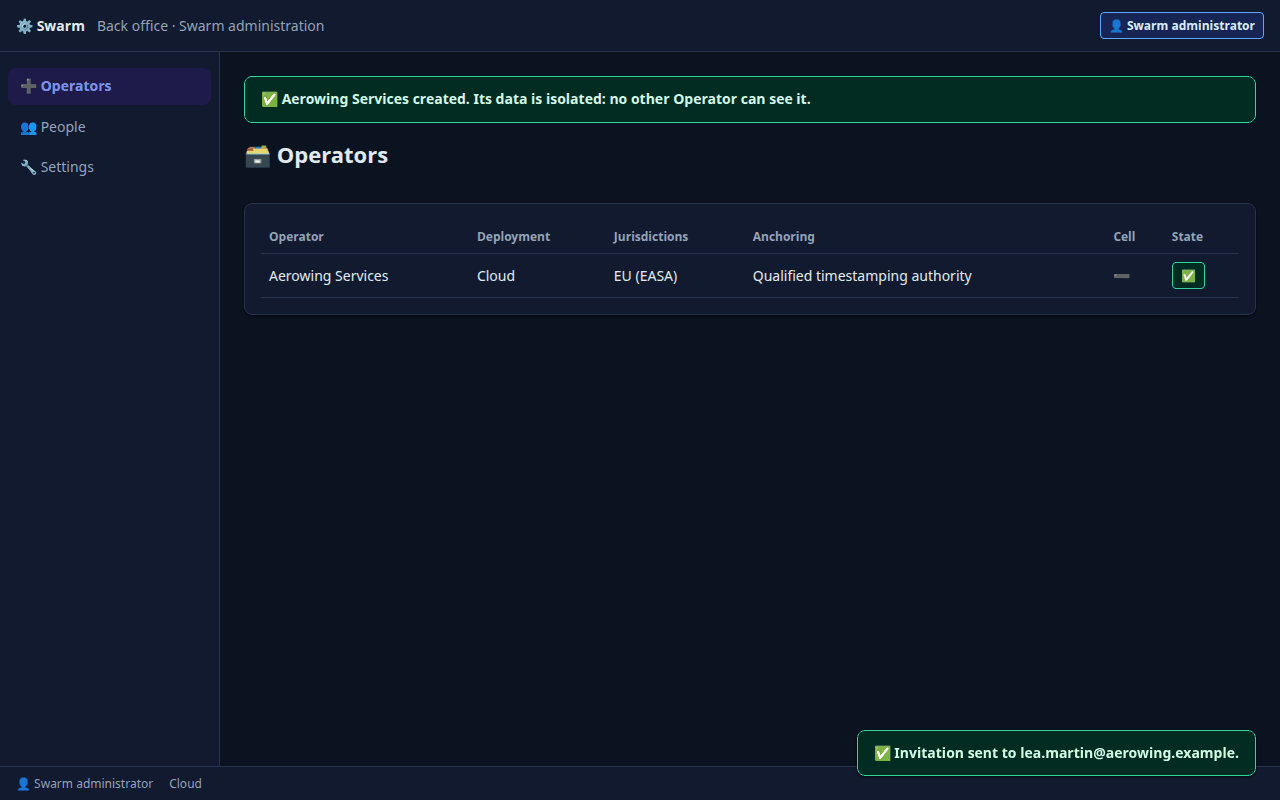 ⚙️ Swarm Back office · Swarm administration
👤 Swarm administrator
➕ Operators
👥 People
🔧 Settings
✅ Aerowing Services created. Its data is isolated: no other Operator can see it.
🗃️ Operators
Operator Deployment Jurisdictions Anchoring Cell State
Aerowing Services Cloud EU (EASA) Qualified timestamping authority ➖ ✅
✅ Invitation sent to lea.martin@aerowing.example.
👤 Swarm administrator Cloud